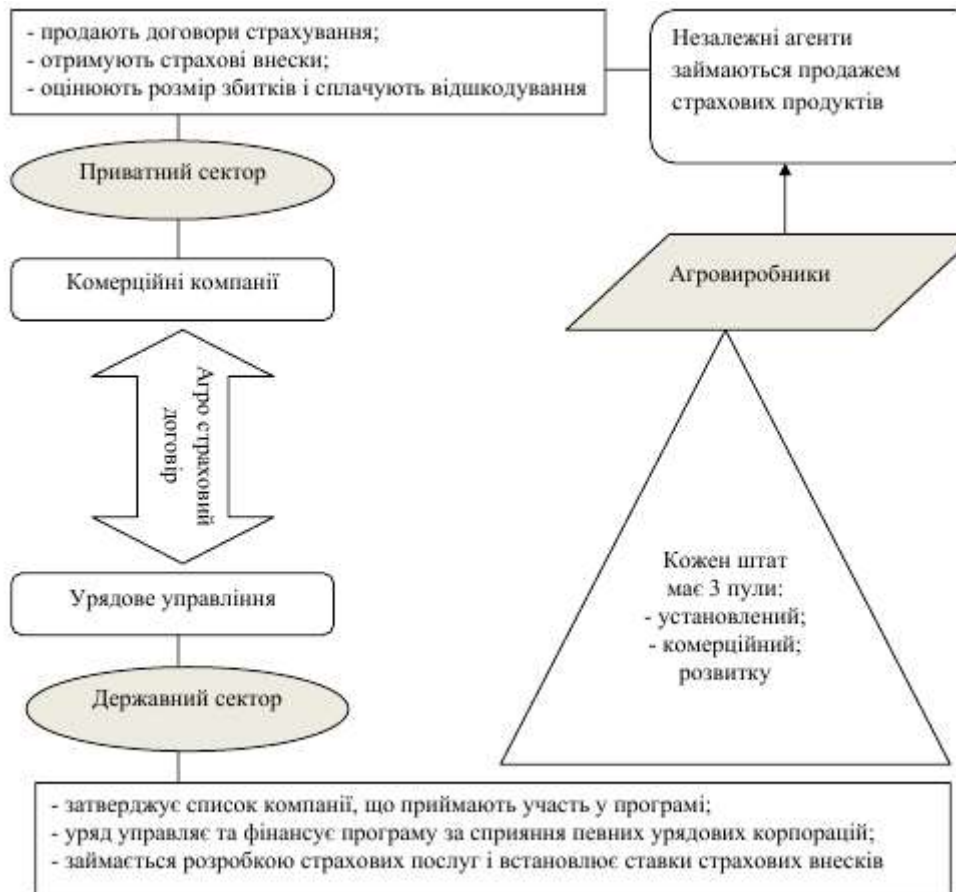 - продають договори страхування;
- отримують страхові внески;
- оцінюють розмір збитків і сплачують відшкодування
Незалежні агенти
займаються продажем
страхових продуктів
Приватний сектор
Комерційні компанії
Агровиробники
Агро страховий
договір
Урядове управління
Кожен штат
має 3 пули:
- установлений;
- комерційний;
розвитку
Державний сектор
- затверджує список компанії, що приймають участь у програмі;
- уряд управляє та фінансує програму за сприяння певних урядових корпорацій;
- займається розробкою страхових послуг і встановлює ставки страхових внесків